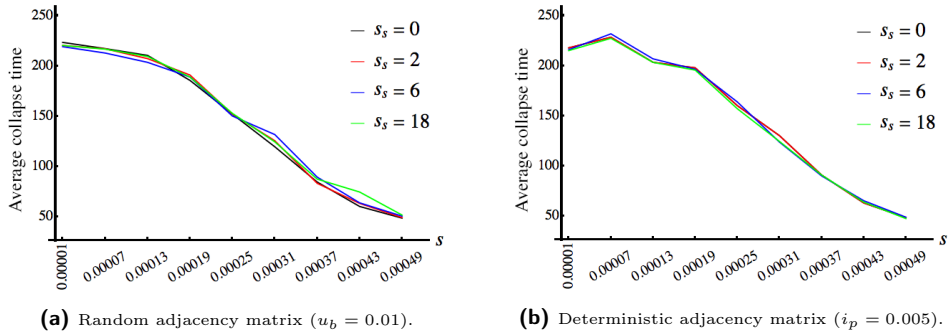 250
200
150
100
50
Average collapse time
s_s = 0
s_s = 2
s_s = 6
s_s = 18
s
0.00001
0.00007
0.00013
0.00019
0.00025
0.00031
0.00037
0.00043
0.00049
(a) Random adjacency matrix (u_b = 0.01).
250
200
150
100
50
Average collapse time
s_s = 0
s_s = 2
s_s = 6
s_s = 18
s
0.00001
0.00007
0.00013
0.00019
0.00025
0.00031
0.00037
0.00043
0.00049
(b) Deterministic adjacency matrix (i_p = 0.005).